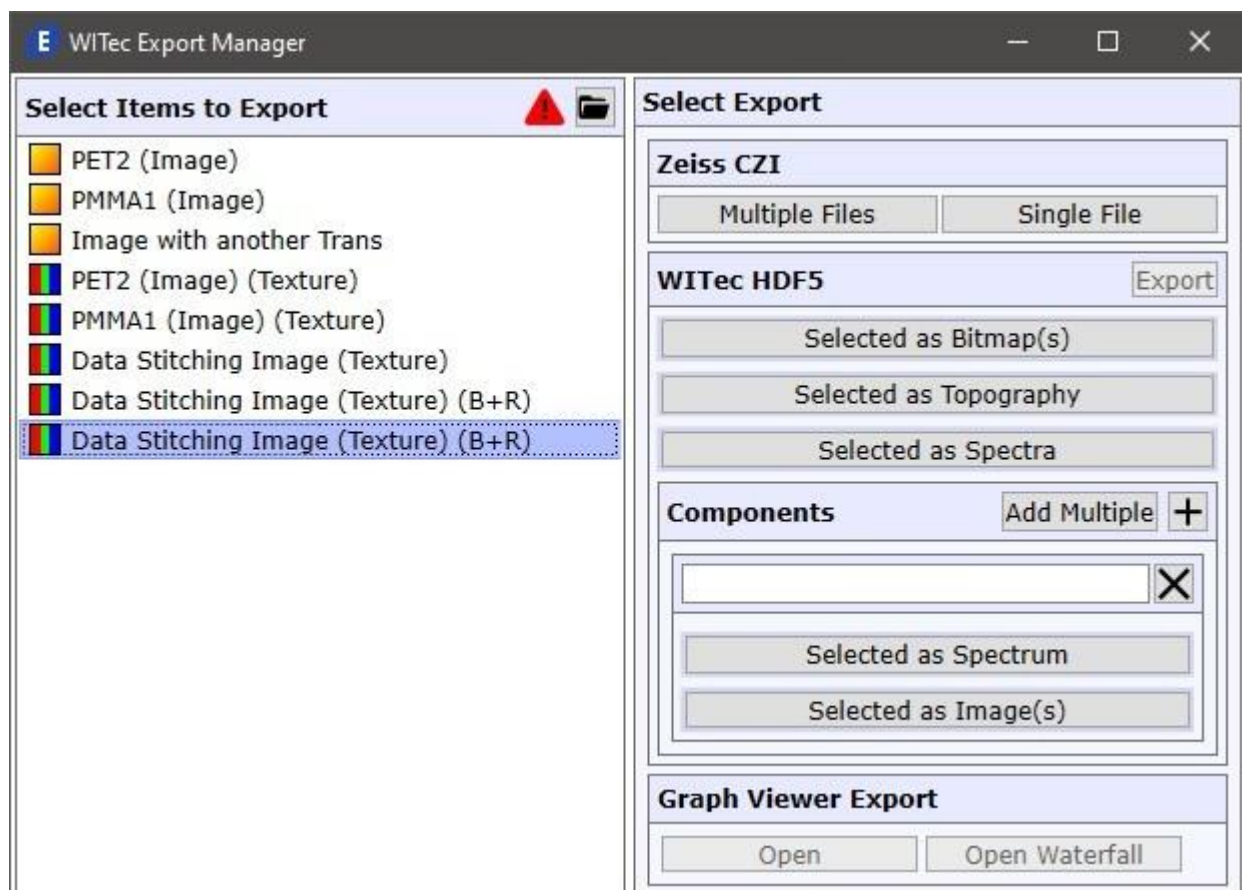 E WITec Export Manager
Select Items to Export
PET2 (Image)
PMMA1 (Image)
Image with another Trans
PET2 (Image) (Texture)
PMMA1 (Image) (Texture)
Data Stitching Image (Texture)
Data Stitching Image (Texture) (B+R)
Data Stitching Image (Texture) (B+R)
Select Export
Zeiss CZI
Multiple Files Single File
WITec HDF5 Export
Selected as Bitmap(s)
Selected as Topography
Selected as Spectra
Components Add Multiple
Selected as Spectrum
Selected as Image(s)
Graph Viewer Export
Open Open Waterfall